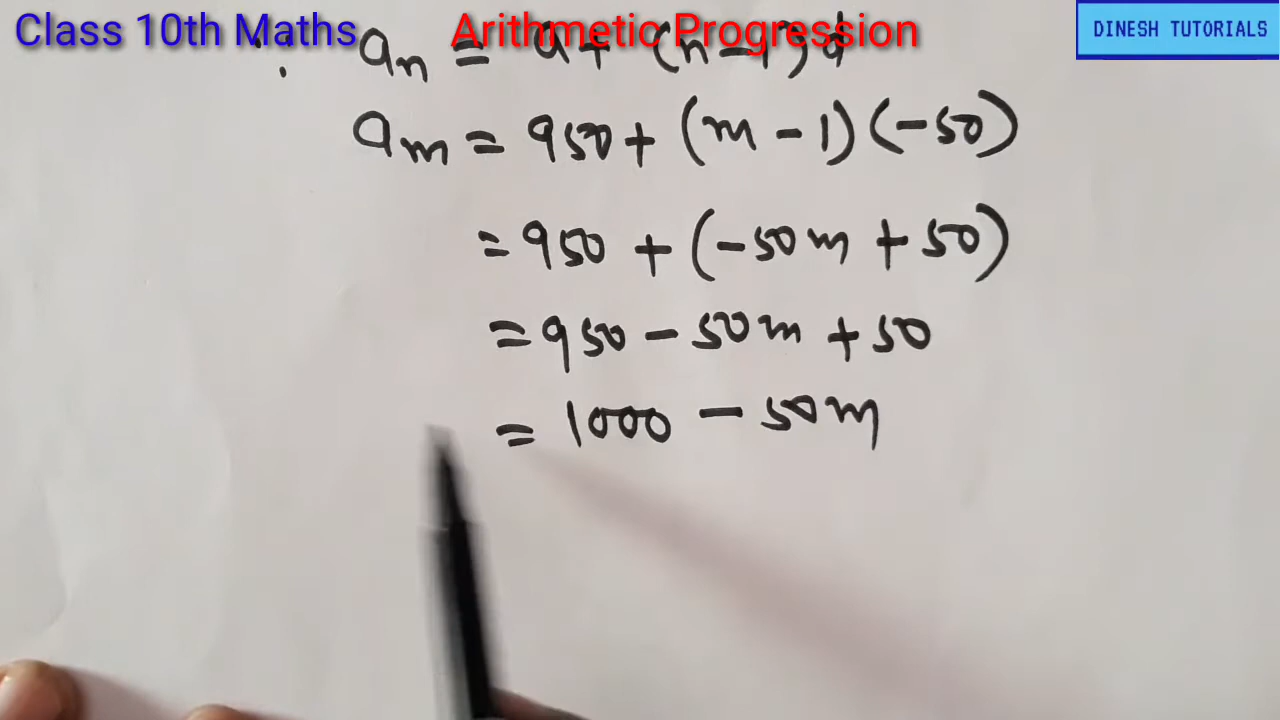 Class 10th Maths Arithmetic Progression DINESH TUTORIALS
∴ an = a + (n - 1) d
am = 950 + (m - 1) (-50)
= 950 + (-50m + 50)
= 950 - 50m + 50
= 1000 - 50m